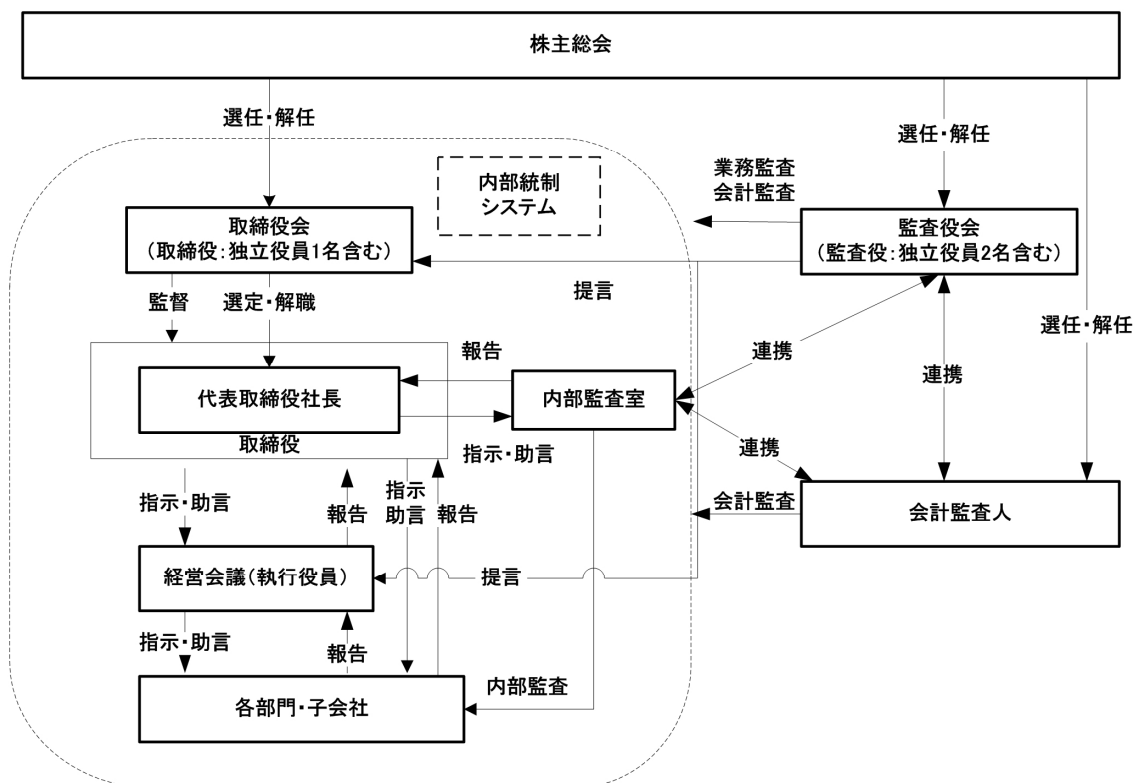 株主総会
選任・解任
選任・解任
内部統制
システム
業務監査
会計監査
取締役会
（取締役：独立役員1名含む）
監査役会
（監査役：独立役員2名含む）
提言
監督
選定・解職
選任・解任
報告
連携
代表取締役社長
内部監査室
連携
取締役
指示・助言
連携
指示・助言
報告
指示
助言
報告
会計監査
会計監査人
経営会議（執行役員）
提言
指示・助言
報告
内部監査
各部門・子会社